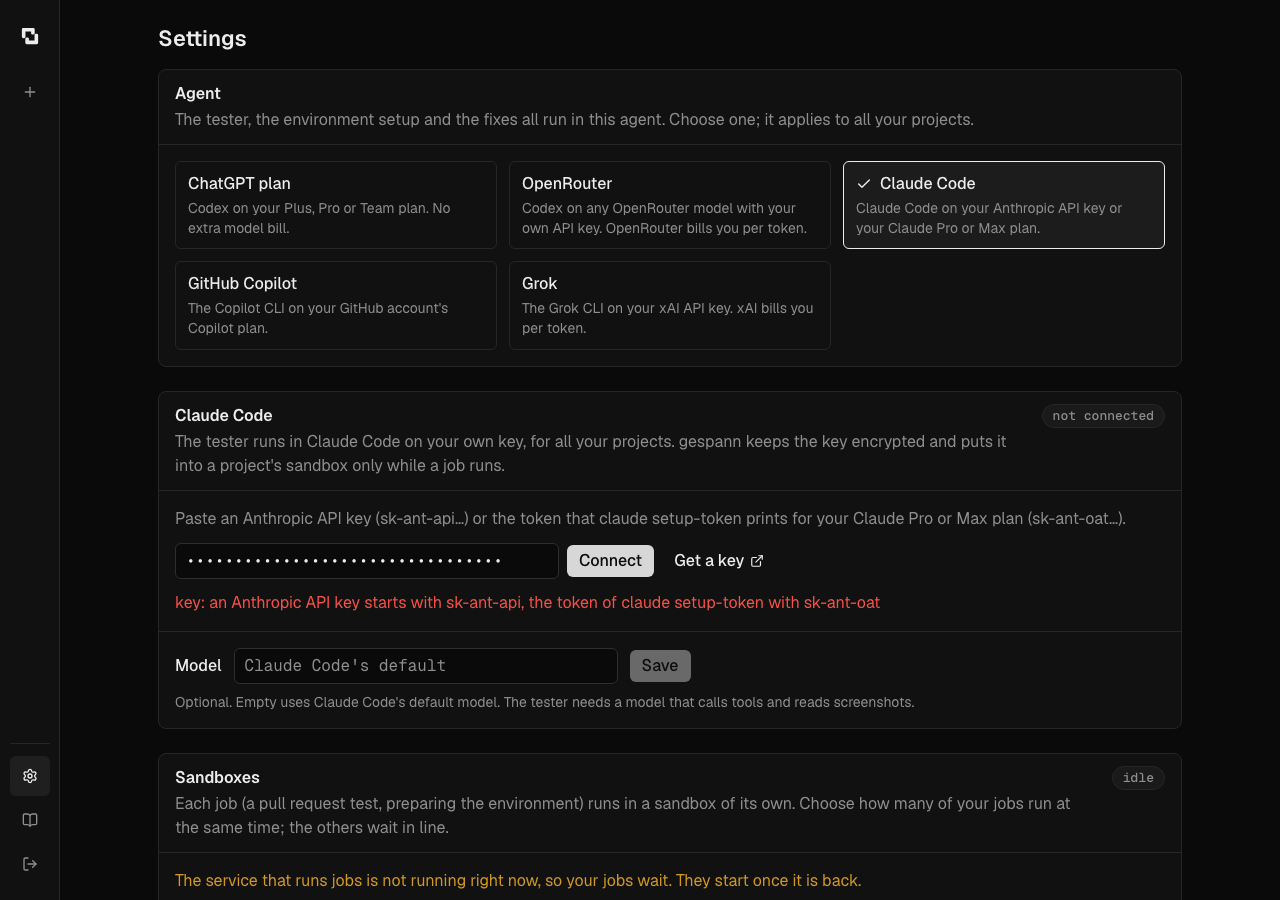 Settings
Agent
The tester, the environment setup and the fixes all run in this agent. Choose one; it applies to all your projects.
ChatGPT plan
Codex on your Plus, Pro or Team plan. No
extra model bill.
OpenRouter
Codex on any OpenRouter model with your
own API key. OpenRouter bills you per token.
Claude Code
Claude Code on your Anthropic API key or
your Claude Pro or Max plan.
GitHub Copilot
The Copilot CLI on your GitHub account's
Copilot plan.
Grok
The Grok CLI on your xAI API key. xAI bills you
per token.
Claude Code
not connected
The tester runs in Claude Code on your own key, for all your projects. gespann keeps the key encrypted and puts it
into a project's sandbox only while a job runs.
Paste an Anthropic API key (sk-ant-api…) or the token that claude setup-token prints for your Claude Pro or Max plan (sk-ant-oat…).
Connect
Get a key
key: an Anthropic API key starts with sk-ant-api, the token of claude setup-token with sk-ant-oat
Model
Claude Code's default
Save
Optional. Empty uses Claude Code's default model. The tester needs a model that calls tools and reads screenshots.
Sandboxes
idle
Each job (a pull request test, preparing the environment) runs in a sandbox of its own. Choose how many of your jobs run at
the same time; the others wait in line.
The service that runs jobs is not running right now, so your jobs wait. They start once it is back.